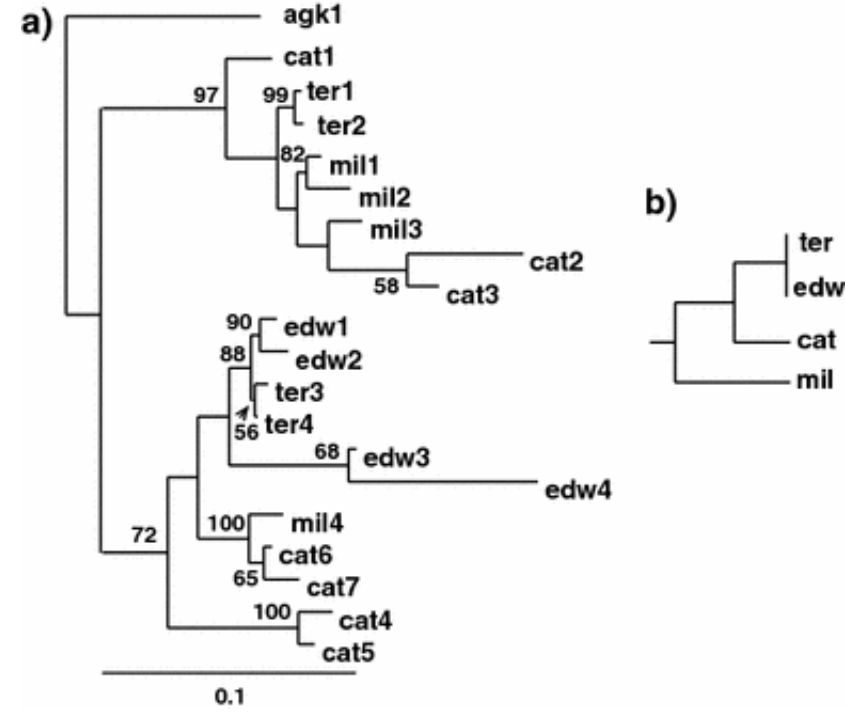 a)
agk1
cat1
97
99
ter1
ter2
82
mil1
mil2
mil3
cat2
58
cat3
90
edw1
88
edw2
ter3
56
ter4
68
edw3
edw4
100
mil4
72
cat6
65
cat7
100
cat4
cat5
0.1
b)
ter
edw
cat
mil